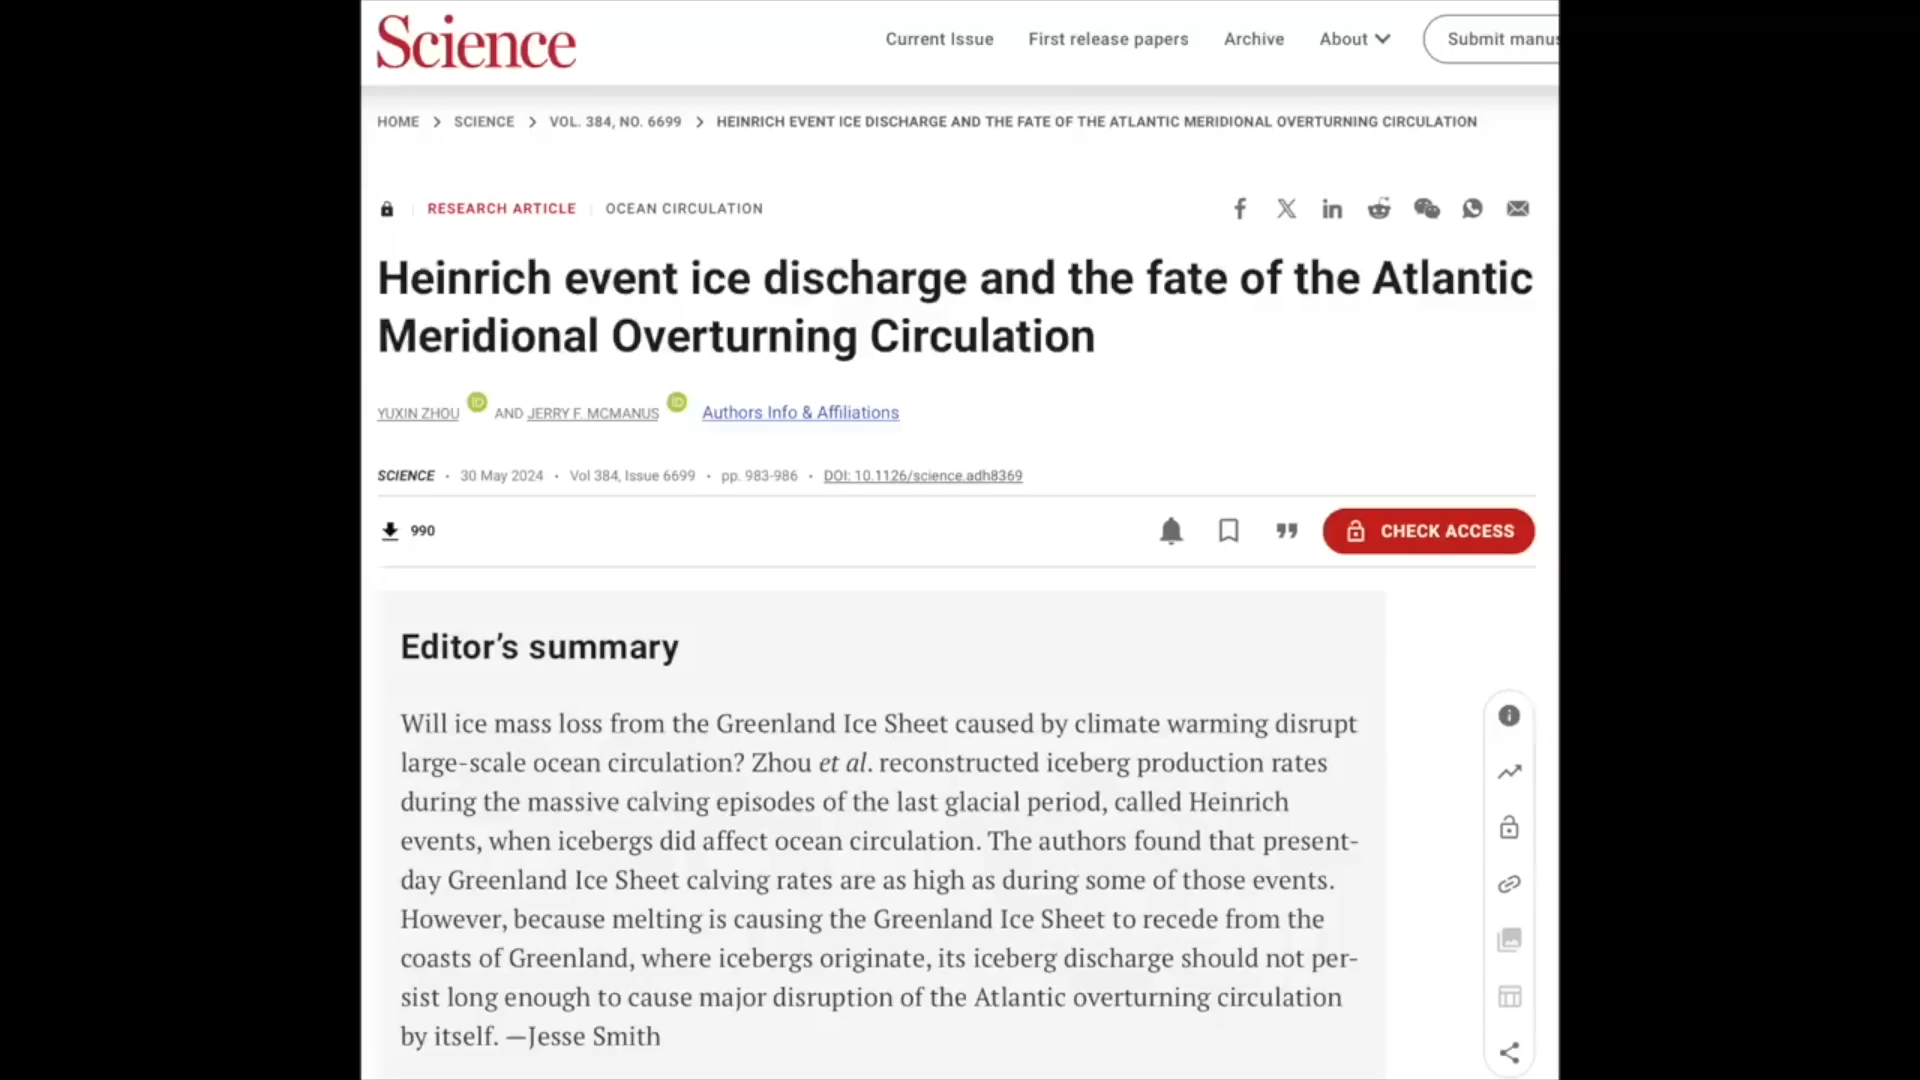 Science
Current Issue First release papers Archive About Submit manus
HOME > SCIENCE > VOL. 384, NO. 6699 > HEINRICH EVENT ICE DISCHARGE AND THE FATE OF THE ATLANTIC MERIDIONAL OVERTURNING CIRCULATION
RESEARCH ARTICLE OCEAN CIRCULATION
Heinrich event ice discharge and the fate of the Atlantic
Meridional Overturning Circulation
YUXIN ZHOU iD AND JERRY F. MCMANUS iD Authors Info & Affiliations
SCIENCE · 30 May 2024 · Vol 384, Issue 6699 · pp. 983-986 · DOI: 10.1126/science.adh8369
990 CHECK ACCESS
Editor’s summary
Will ice mass loss from the Greenland Ice Sheet caused by climate warming disrupt
large-scale ocean circulation? Zhou et al. reconstructed iceberg production rates
during the massive calving episodes of the last glacial period, called Heinrich
events, when icebergs did affect ocean circulation. The authors found that present-
day Greenland Ice Sheet calving rates are as high as during some of those events.
However, because melting is causing the Greenland Ice Sheet to recede from the
coasts of Greenland, where icebergs originate, its iceberg discharge should not per-
sist long enough to cause major disruption of the Atlantic overturning circulation
by itself. —Jesse Smith